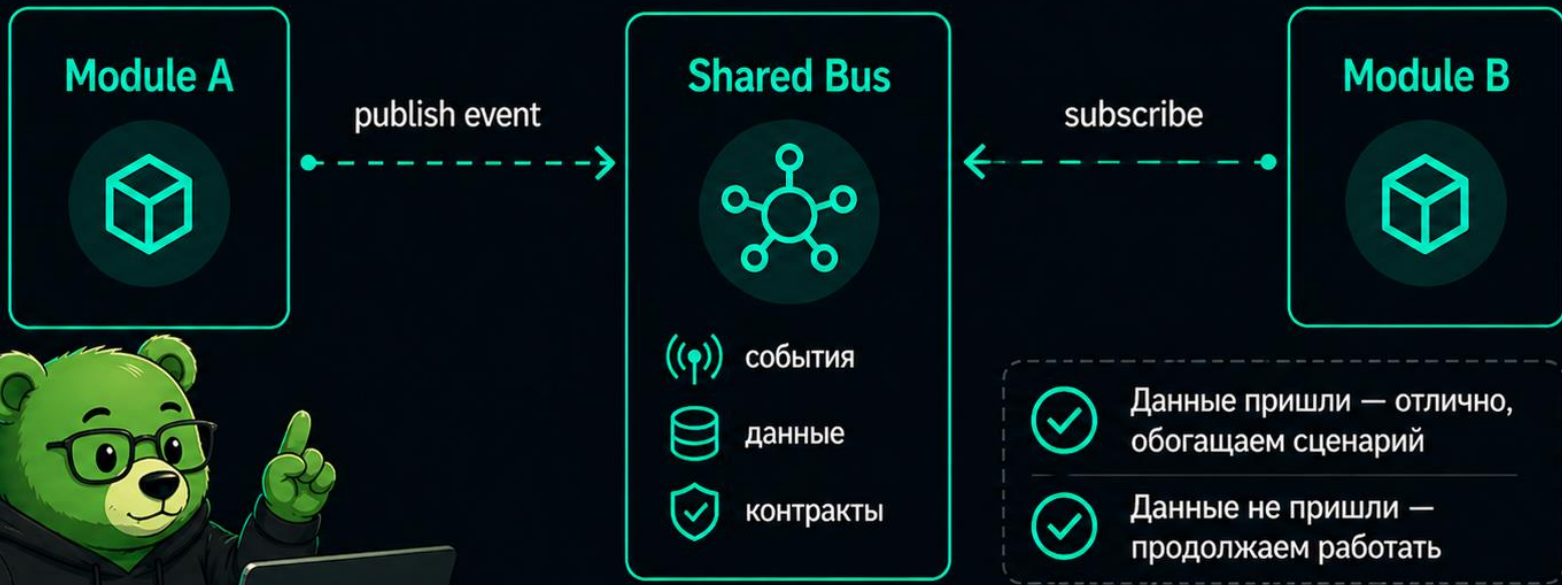 Module A
publish event
Shared Bus
subscribe
Module B
события
данные
контракты
Данные пришли — отлично,
обогащаем сценарий
Данные не пришли —
продолжаем работать